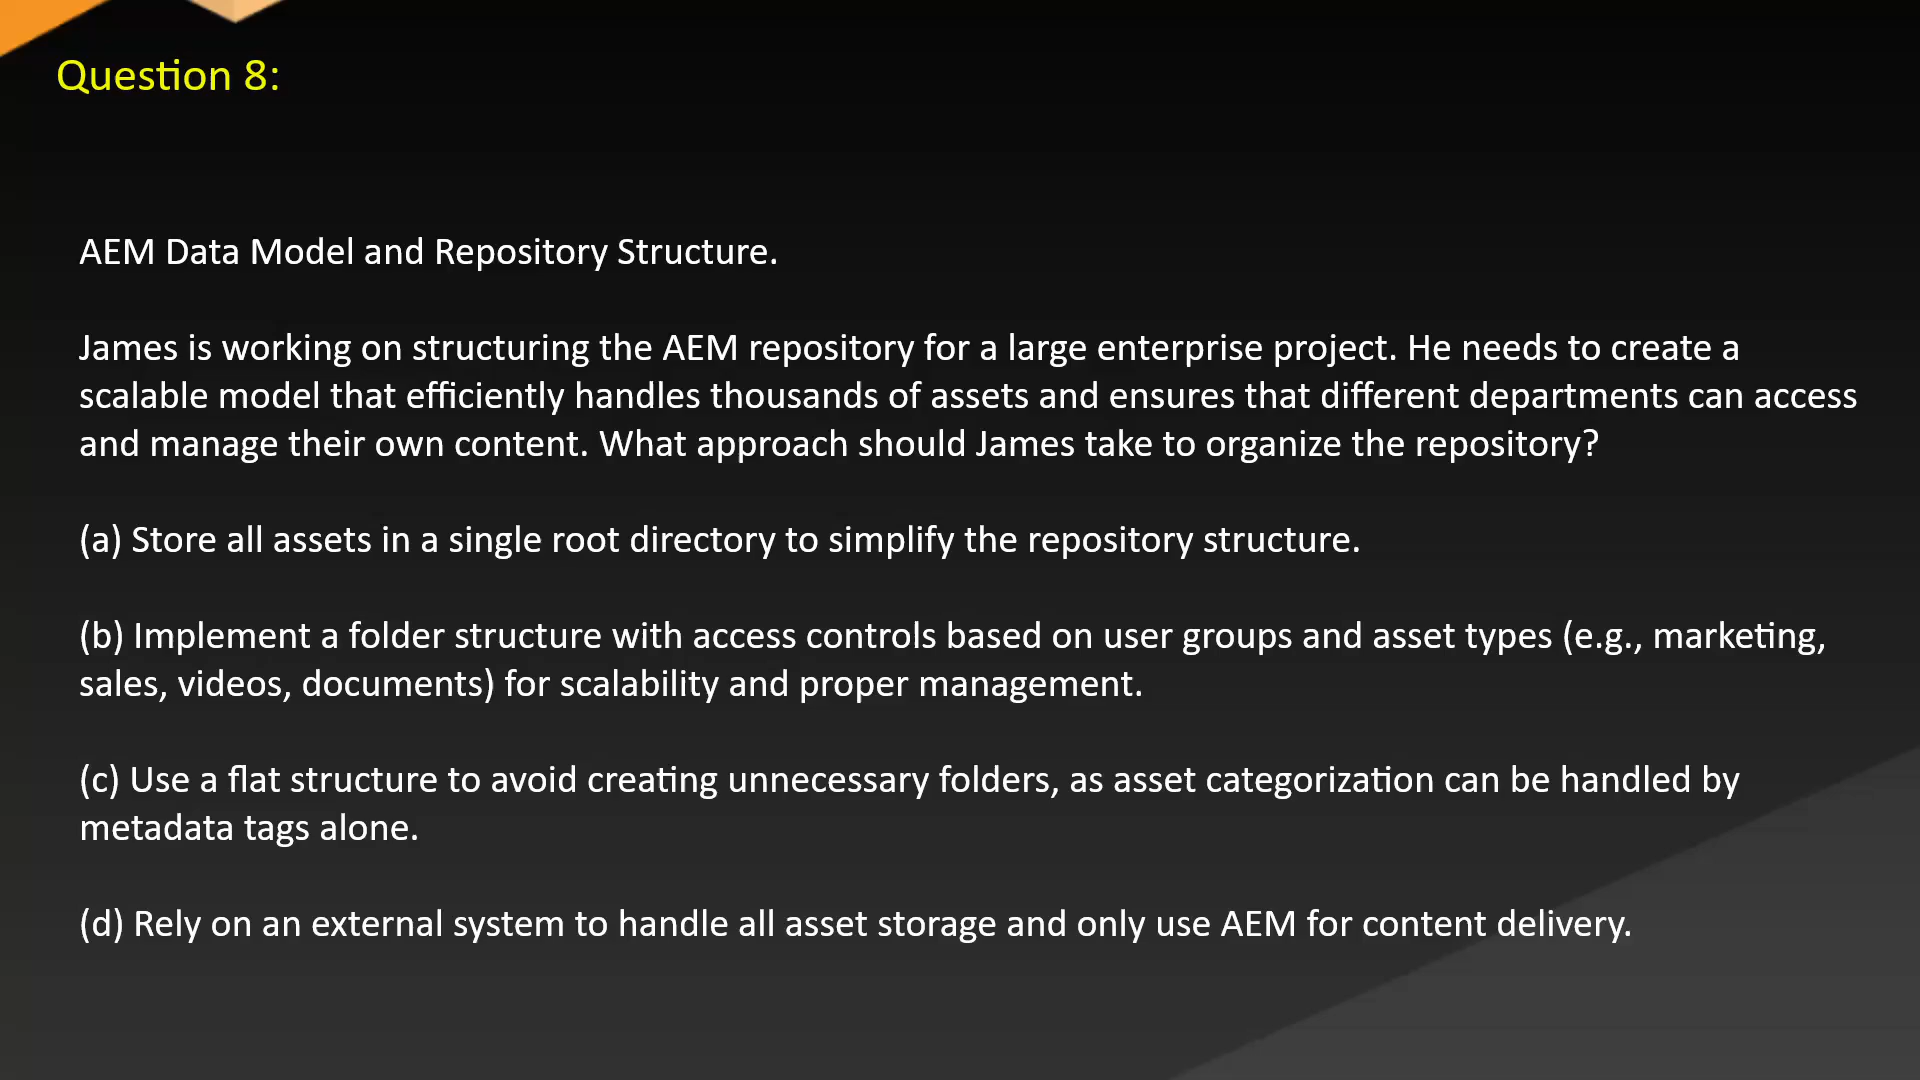 Question 8:
AEM Data Model and Repository Structure.
James is working on structuring the AEM repository for a large enterprise project. He needs to create a
scalable model that efficiently handles thousands of assets and ensures that different departments can access
and manage their own content. What approach should James take to organize the repository?
(a) Store all assets in a single root directory to simplify the repository structure.
(b) Implement a folder structure with access controls based on user groups and asset types (e.g., marketing,
sales, videos, documents) for scalability and proper management.
(c) Use a flat structure to avoid creating unnecessary folders, as asset categorization can be handled by
metadata tags alone.
(d) Rely on an external system to handle all asset storage and only use AEM for content delivery.